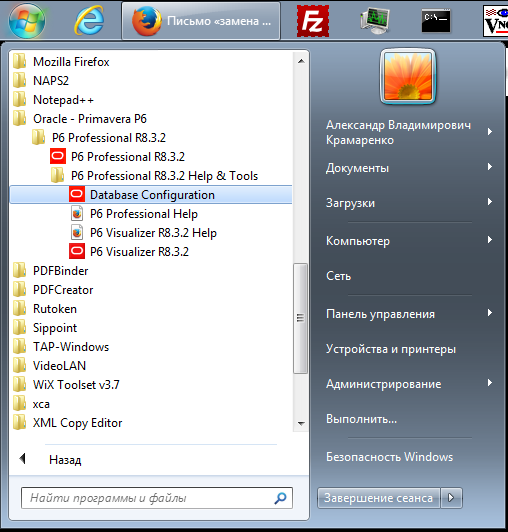 Письмо «замена ...
Fz
C:\_
Mozilla Firefox
NAPS2
Notepad++
Oracle - Primavera P6
P6 Professional R8.3.2
P6 Professional R8.3.2
P6 Professional R8.3.2 Help & Tools
Database Configuration
P6 Professional Help
P6 Visualizer R8.3.2 Help
P6 Visualizer R8.3.2
PDFBinder
PDFCreator
Rutoken
Sippoint
TAP-Windows
VideoLAN
WiX Toolset v3.7
xca
XML Copy Editor
Назад
Найти программы и файлы
Александр Владимирович
Крамаренко
Документы
Загрузки
Компьютер
Сеть
Панель управления
Устройства и принтеры
Администрирование
Выполнить...
Безопасность Windows
Завершение сеанса